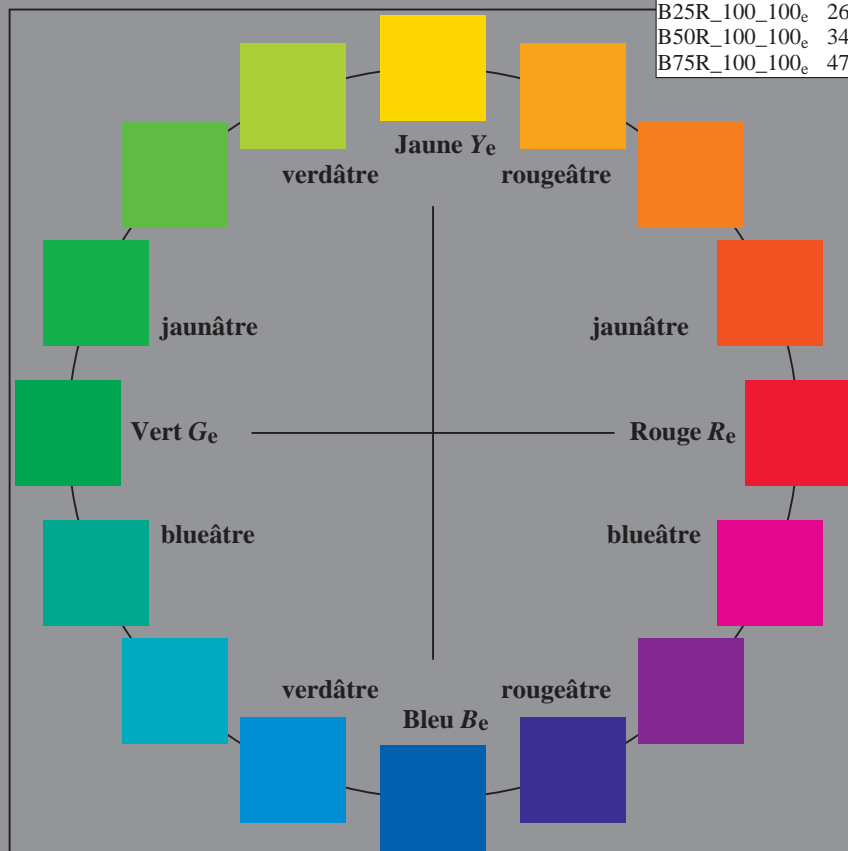 B25R_100_100e 26
B50R_100_100e 34
B75R_100_100e 47
Jaune Ye
verdâtre rougeâtre
jaunâtre jaunâtre
Vert Ge Rouge Re
blueâtre blueâtre
verdâtre rougeâtre
Bleu Be